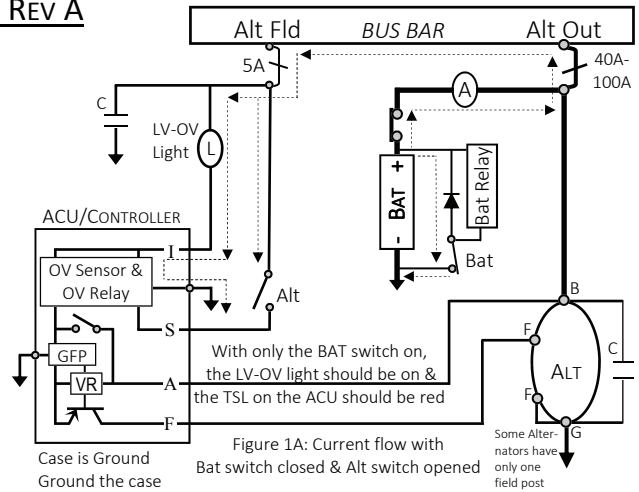 REV A
Alt Fld
BUS BAR
Alt Out
5A
40A-
100A
C
A
LV-OV
Light
L
BAT
+
-
Bat Relay
Bat
ACU/CONTROLLER
I
OV Sensor &
OV Relay
Alt
S
B
F
GFP
With only the BAT switch on,
the LV-OV light should be on &
the TSL on the ACU should be red
C
ALT
VR
A
F
F
G
Case is Ground
Ground the case
Figure 1A: Current flow with
Bat switch closed & Alt switch opened
Some Alter-
nators have
only one
field post